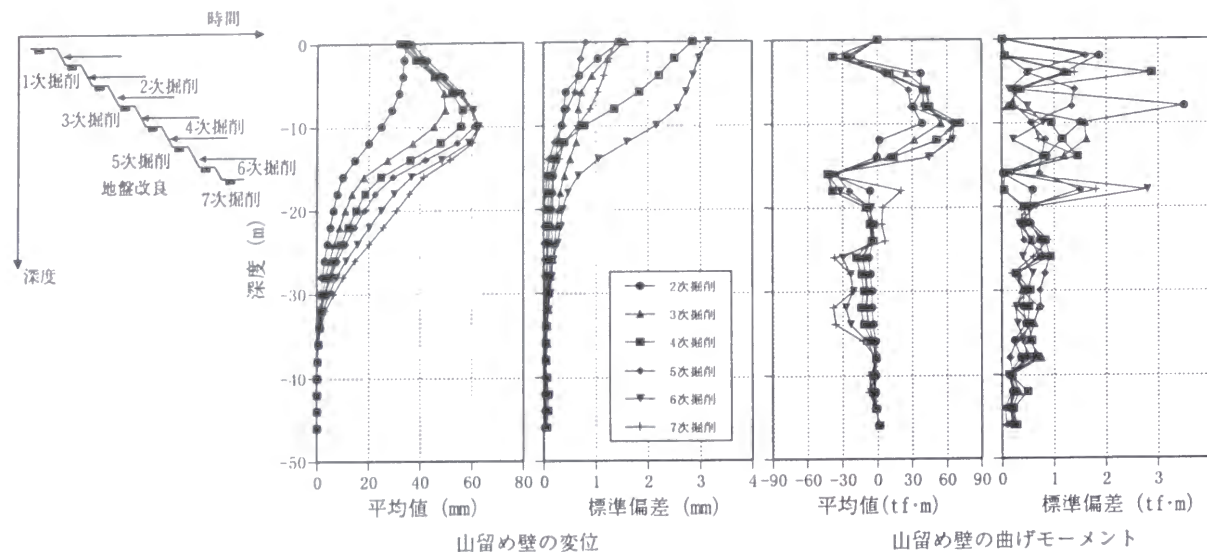 時間
1次掘削
2次掘削
3次掘削
4次掘削
5次掘削
6次掘削
地盤改良
7次掘削
深度
深度 (m)
0
-10
-20
-30
-40
-50
0 20 40 60 80
平均値 (mm)
0 1 2 3 4
標準偏差 (mm)
山留め壁の変位
2次掘削
3次掘削
4次掘削
5次掘削
6次掘削
7次掘削
-90 -60 -30 0 30 60 90
平均値(tf·m)
0 1 2 3
標準偏差 (tf·m)
山留め壁の曲げモーメント